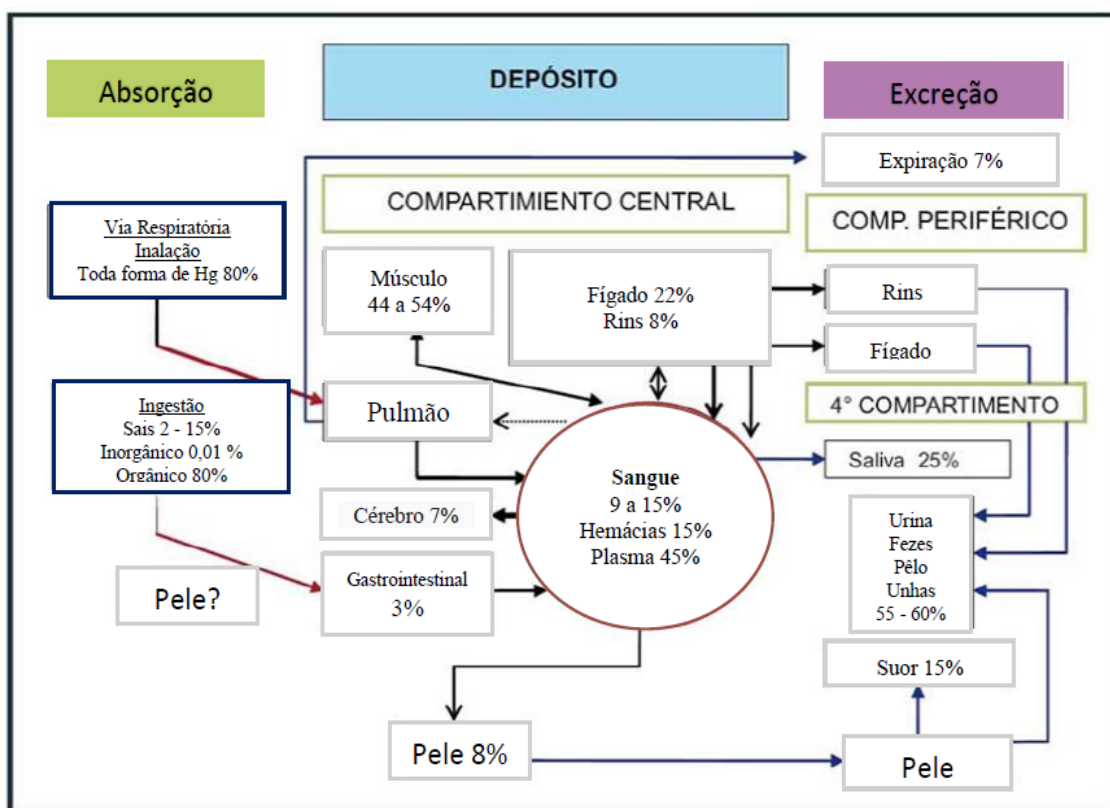 Absorção
DEPÓSITO
Excreção
Expiração 7%
COMPARTIMIENTO CENTRAL
COMP. PERIFÉRICO
Via Respiratória
Inalação
Toda forma de Hg 80%
Músculo
44 a 54%
Fígado 22%
Rins 8%
Rins
Fígado
Ingestão
Sais 2 - 15%
Inorgânico 0,01 %
Orgânico 80%
Pulmão
4° COMPARTIMENTO
Saliva 25%
Sangue
9 a 15%
Hemácias 15%
Plasma 45%
Cérebro 7%
Urina
Fezes
Pêlo
Unhas
55 - 60%
Pele?
Gastrointestinal
3%
Suor 15%
Pele 8%
Pele